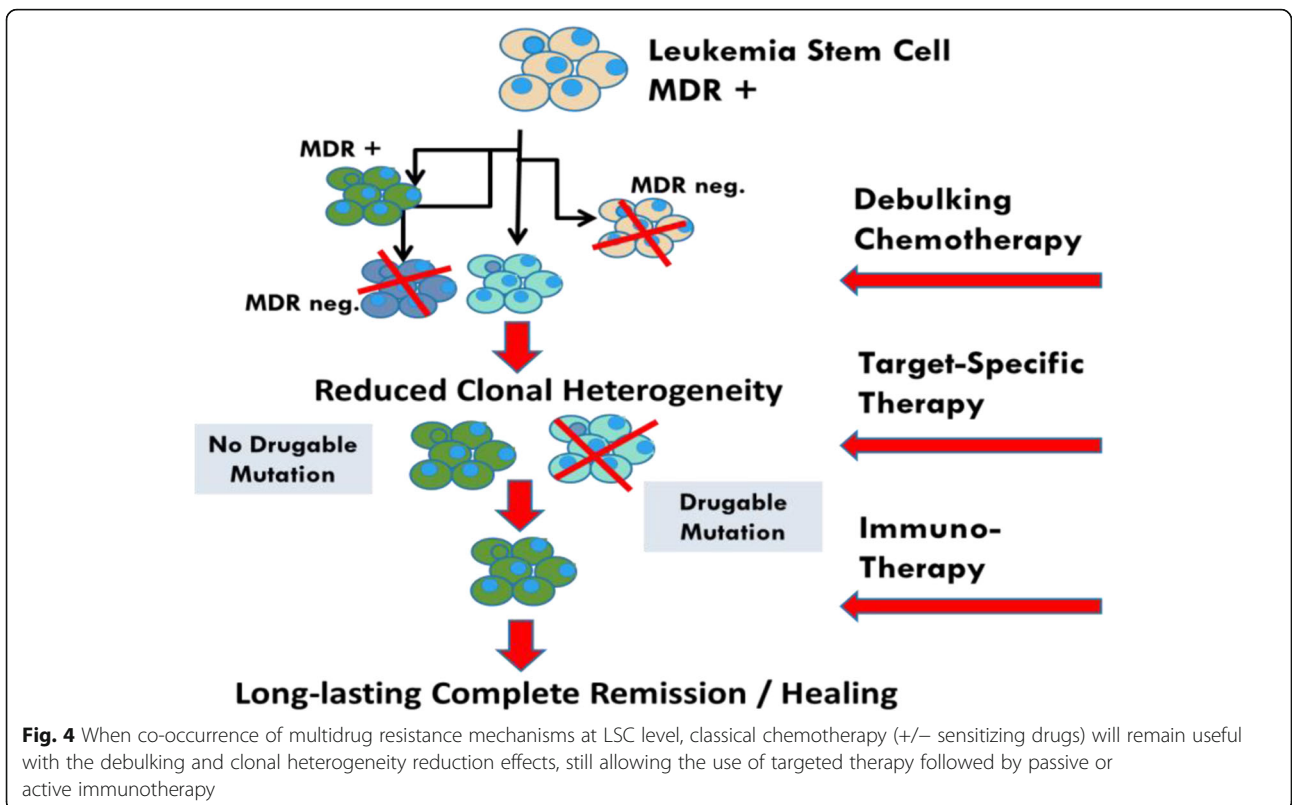 Leukemia Stem Cell
MDR +
MDR +
MDR neg.
MDR neg.
Debulking
Chemotherapy
Reduced Clonal Heterogeneity
Target-Specific
Therapy
No Drugable
Mutation
Drugable
Mutation
Immuno-
Therapy
Long-lasting Complete Remission / Healing
Fig. 4 When co-occurrence of multidrug resistance mechanisms at LSC level, classical chemotherapy (+/− sensitizing drugs) will remain useful
with the debulking and clonal heterogeneity reduction effects, still allowing the use of targeted therapy followed by passive or
active immunotherapy